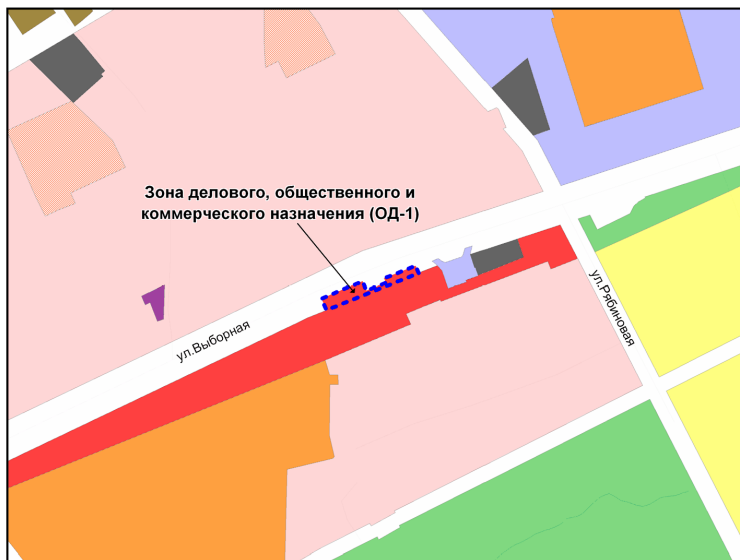 Зона делового, общественного и
коммерческого назначения (ОД-1)
ул.Выборная
ул.Рябиновая